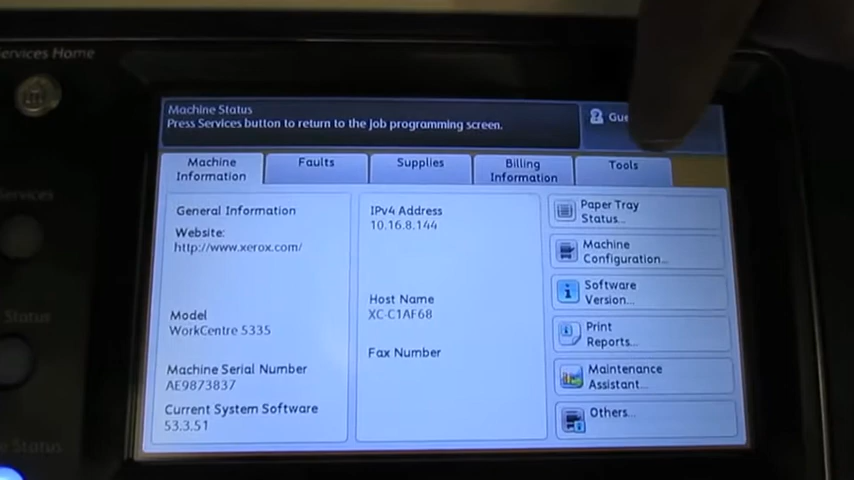 Services Home
Machine Status
Press Services button to return to the Job programming screen.
Machine
Information
Faults
Supplies
Billing
Information
Tools
General Information
Website:
http://www.xerox.com/
Model
WorkCentre 5335
Machine Serial Number
AE9873837
Current System Software
53.3.51
IPv4 Address
10.16.8.144
Host Name
XC-C1AF68
Fax Number
Paper Tray
Status...
Machine
Configuration...
Software
Version...
Print
Reports...
Maintenance
Assistant...
Others...
Services
Status
Status